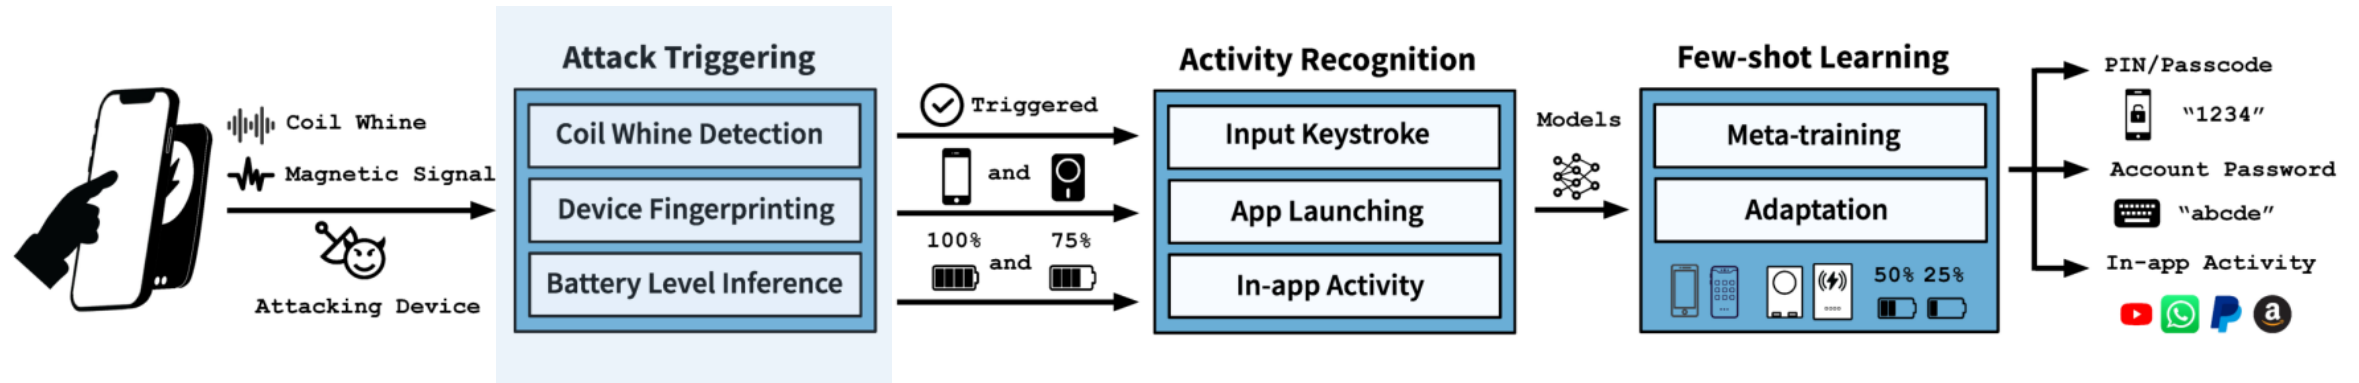 Coil Whine
Magnetic Signal
Attacking Device
Attack Triggering
Coil Whine Detection
Device Fingerprinting
Battery Level Inference
Triggered
and
100%
and
75%
Activity Recognition
Input Keystroke
App Launching
In-app Activity
Models
Few-shot Learning
Meta-training
Adaptation
50% 25%
PIN/Passcode
“1234”
Account Password
“abcde”
In-app Activity
a